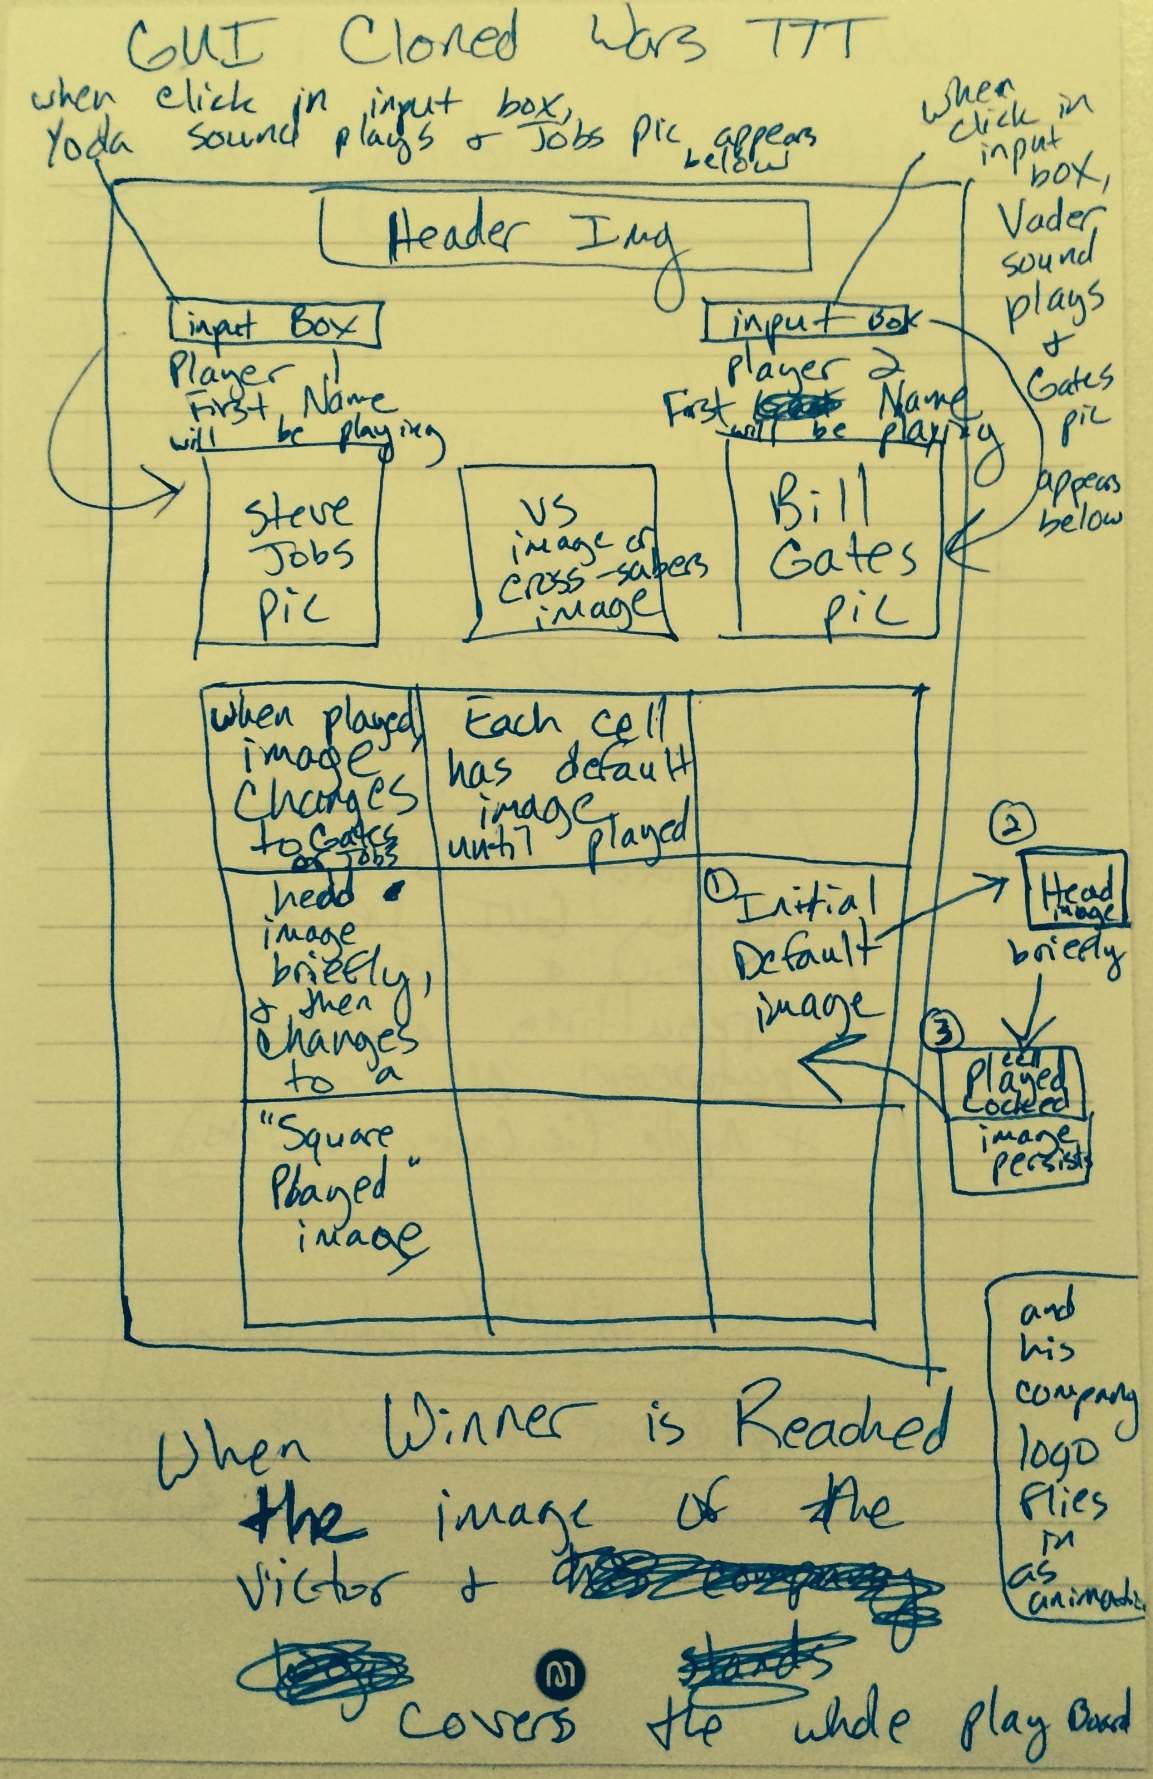 GUI Cloned Wars TTT
when click in input box,
Yoda sound plays & Jobs pic appears
below
when
click in
input
box,
Vader
sound
plays
&
Gates
pic
appears
below
Header Img
input Box
Player 1
First Name
will be playing
input Box
player 2
First Name
will be playing
Steve
Jobs
pic
VS
image or
cross-sabers
image
Bill
Gates
pic
when played,
image
changes
to Gates
or Jobs
head
image
briefly,
& then
changes
to a
"Square
Played"
image
Each cell
has default
image
until played
1 Initial
Default
image
2
Head
image
briefly
3
cell
Played
Locked
image
persists
When Winner is Reached
the image of the
victor &
covers the whole play Board
and
his
company
logo
flies
in
as